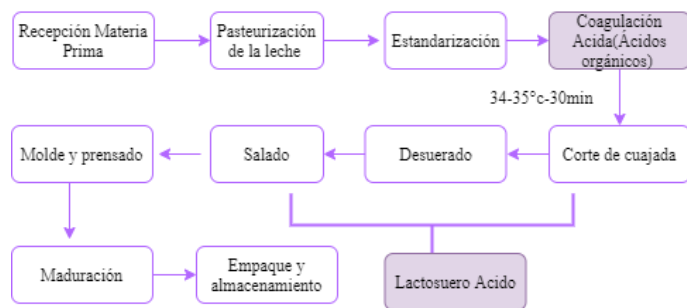 Recepción Materia
Prima
Pasteurización
de la leche
Estandarización
Coagulación
Acida(Ácidos
orgánicos)
34-35°c-30min
Molde y prensado
Salado
Desuerado
Corte de cuajada
Maduración
Empaque y
almacenamiento
Lactosuero Acido